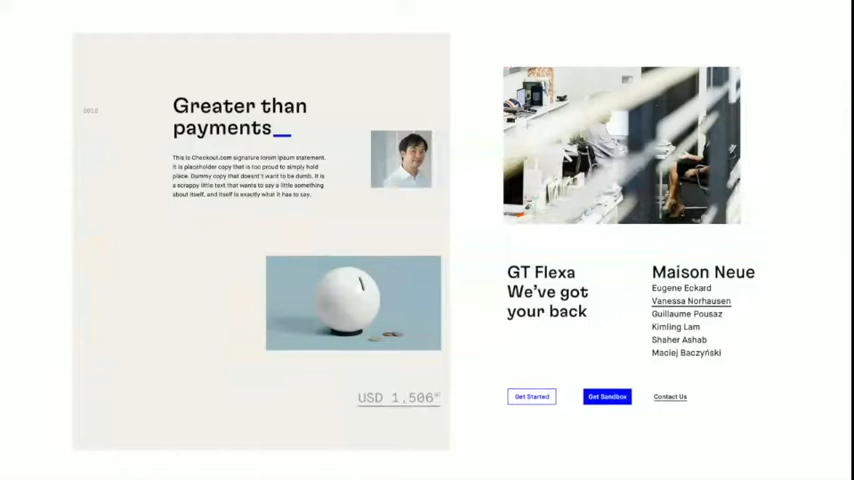 Greater than
payments_
This is Checkout.com signature lorem ipsum statement.
It is placeholder copy that is too proud to simply hold
place. Dummy copy that doesn't want to be dumb. It is
a scrappy little text that wants to say a little something
about itself, and itself is exactly what it has to say.
USD 1,506
GT Flexa
We've got
your back
Maison Neue
Eugene Eckard
Vanessa Norhausen
Guillaume Pousaz
Kimling Lam
Shaher Ashab
Maciej Baczyński
Get Started
Get Sandbox
Contact Us